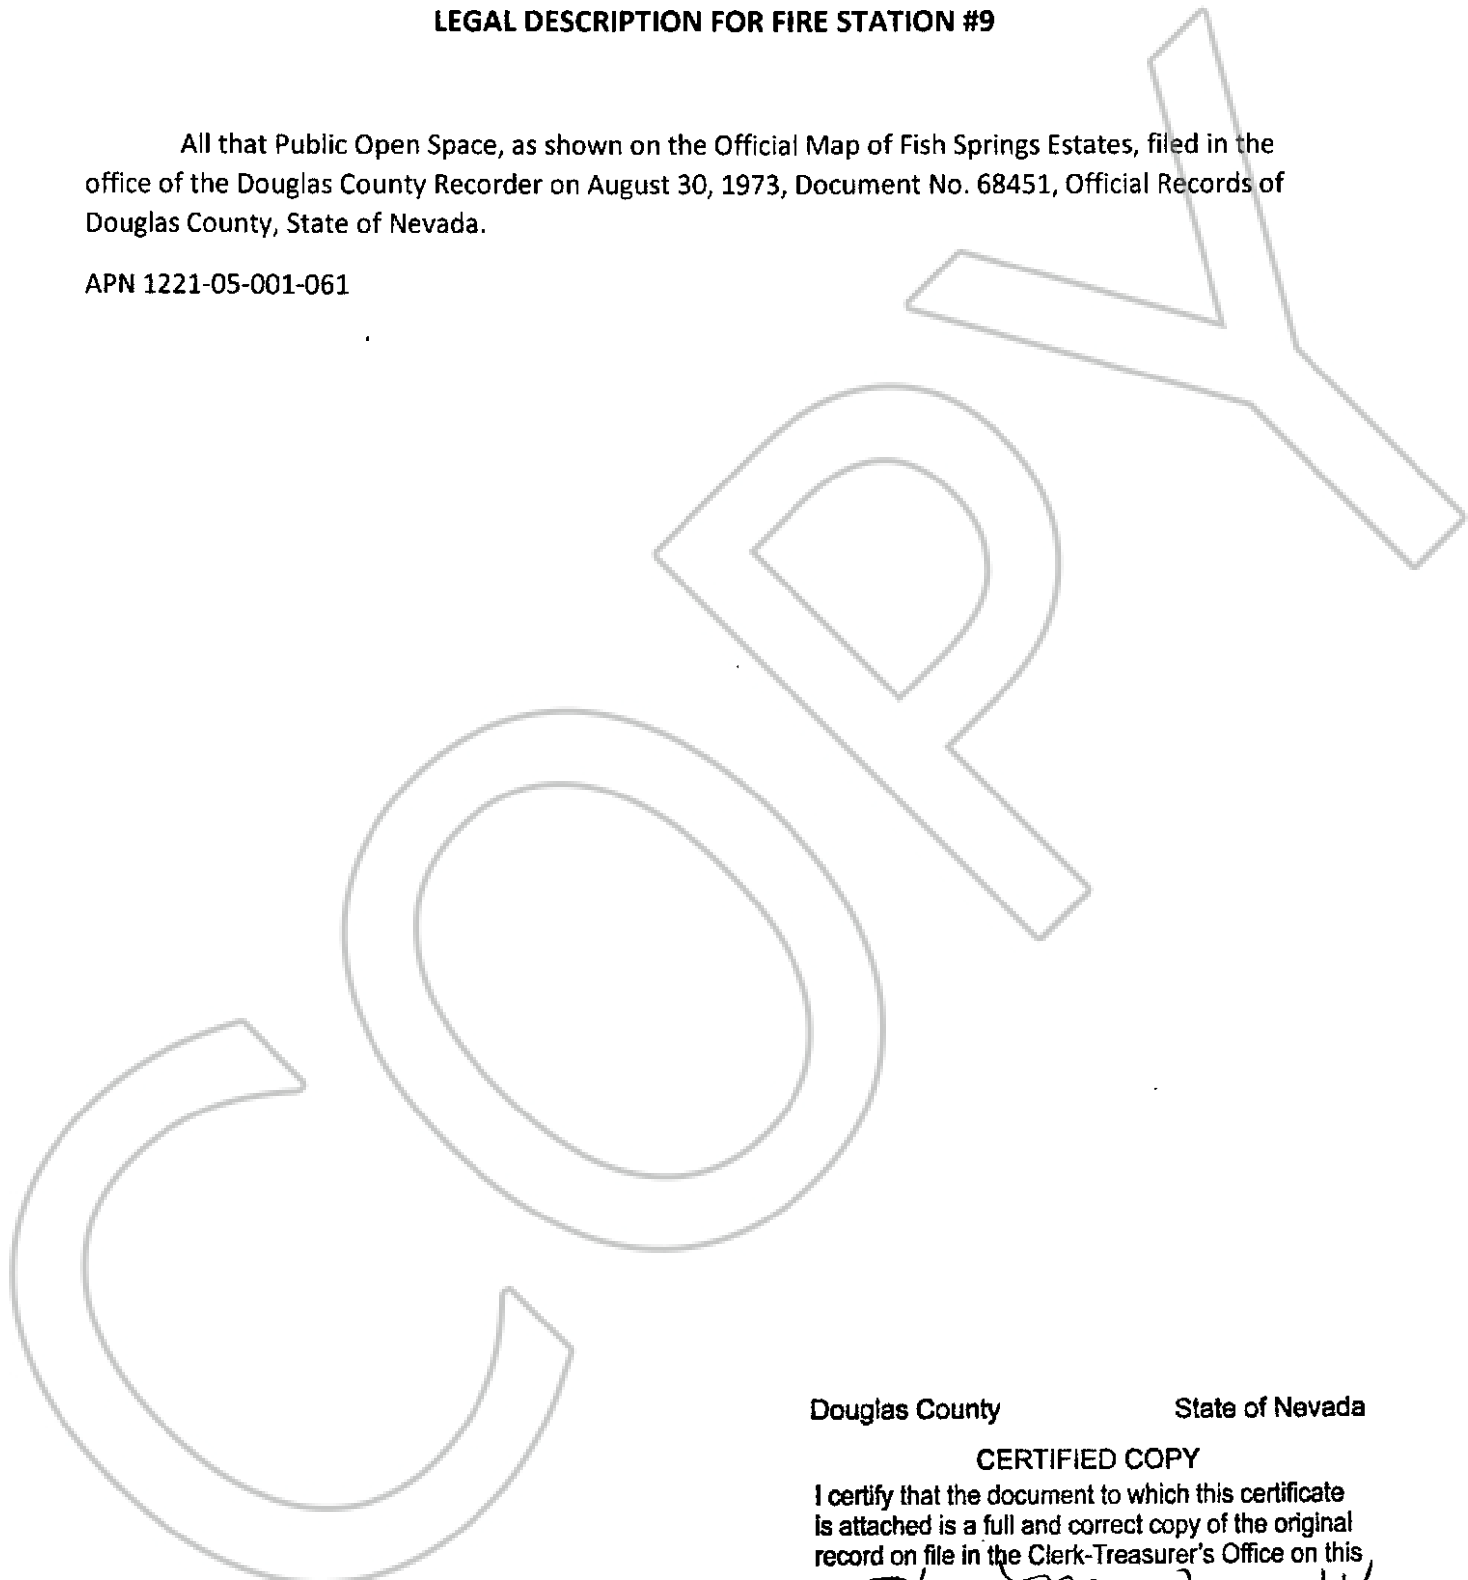 LEGAL DESCRIPTION FOR FIRE STATION #9
All that Public Open Space, as shown on the Official Map of Fish Springs Estates, filed in the
office of the Douglas County Recorder on August 30, 1973, Document No. 68451, Official Records of
Douglas County, State of Nevada.
APN 1221-05-001-061
COPY
Douglas County State of Nevada
CERTIFIED COPY
I certify that the document to which this certificate
is attached is a full and correct copy of the original
record on file in the Clerk-Treasurer's Office on this